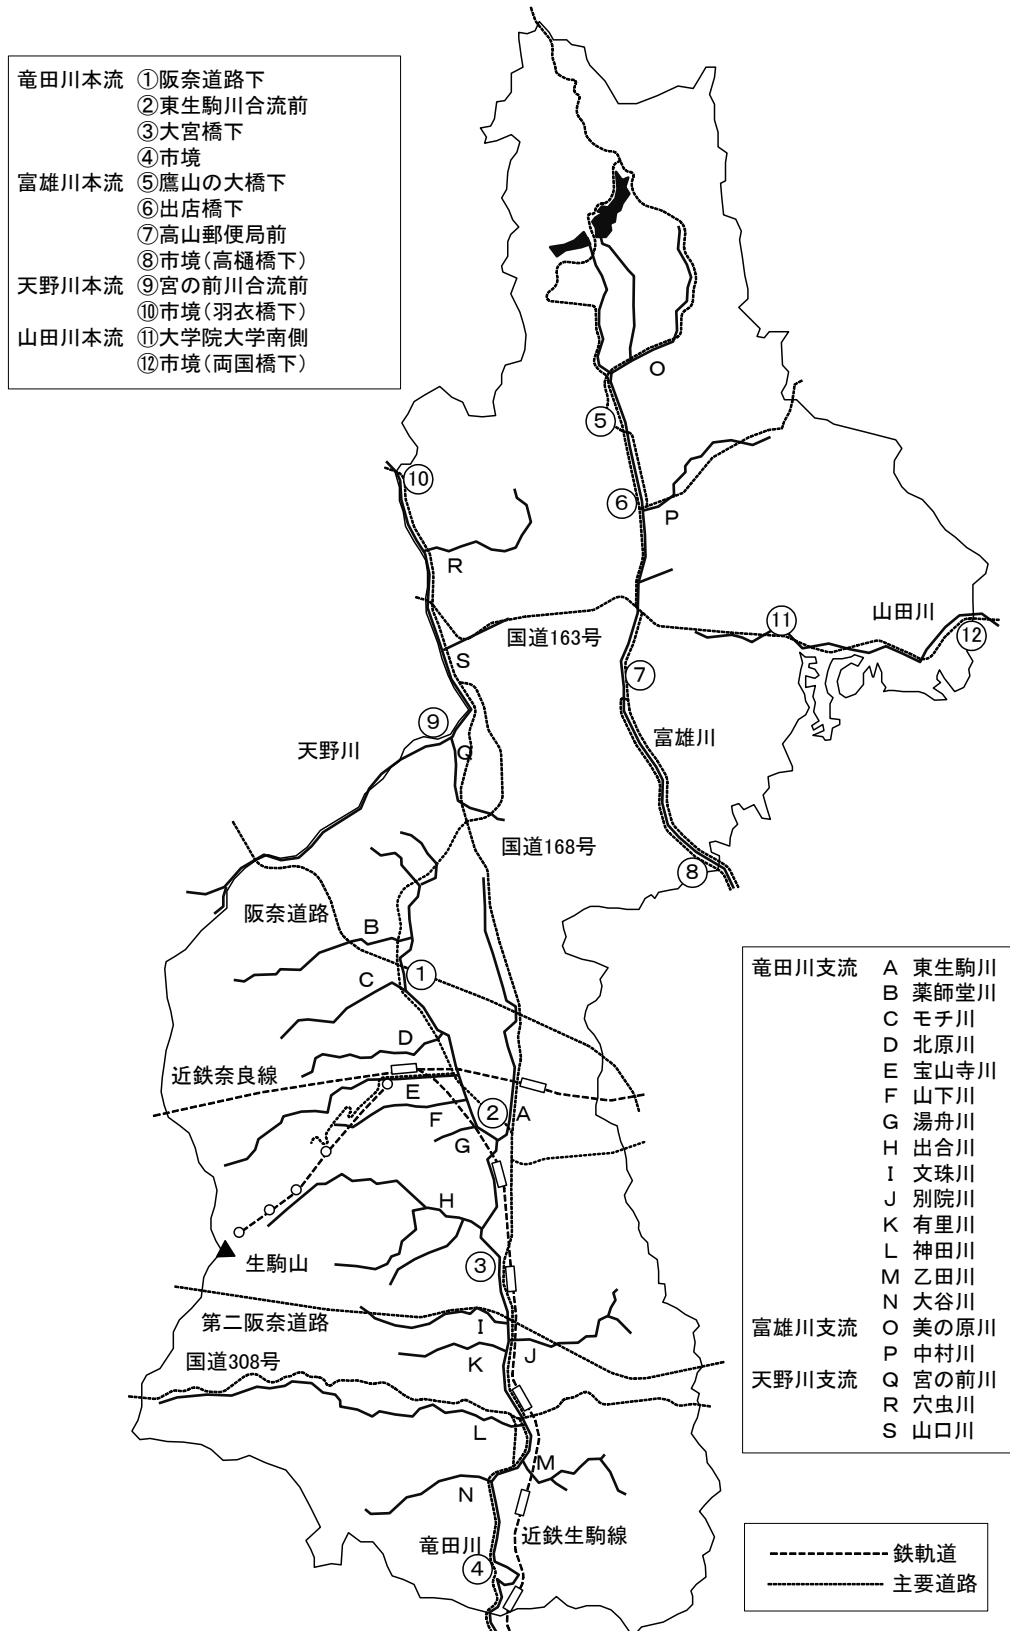 竜田川本流 ①阪奈道路下
②東生駒川合流前
③大宮橋下
④市境
富雄川本流 ⑤鷹山の大橋下
⑥出店橋下
⑦高山郵便局前
⑧市境（高樋橋下）
天野川本流 ⑨宮の前川合流前
⑩市境（羽衣橋下）
山田川本流 ⑪大学院大学南側
⑫市境（両国橋下）
O
⑤
⑩
⑥
P
R
山田川
⑪
⑫
国道163号
S
⑦
⑨
富雄川
天野川
Q
国道168号
⑧
阪奈道路
B
①
C
D
近鉄奈良線
E
②
A
F
G
H
③
生駒山
第二阪奈道路
I
J
国道308号
K
L
M
N
近鉄生駒線
竜田川
④
竜田川支流 A 東生駒川
B 薬師堂川
C モチ川
D 北原川
E 宝山寺川
F 山下川
G 湯舟川
H 出合川
I 文珠川
J 別院川
K 有里川
L 神田川
M 乙田川
N 大谷川
富雄川支流 O 美の原川
P 中村川
天野川支流 Q 宮の前川
R 穴虫川
S 山口川
鉄軌道
主要道路